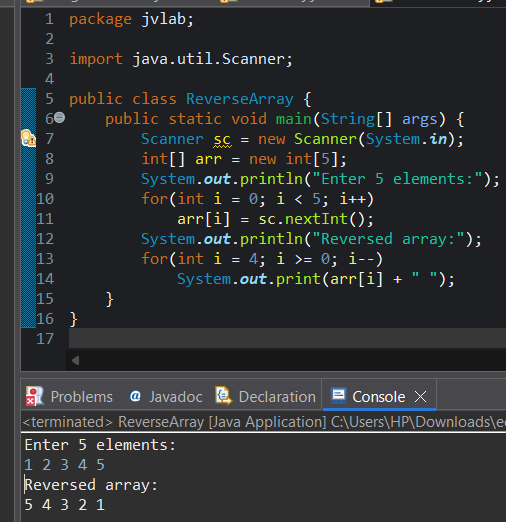 1 package jvlab;
2
3 import java.util.Scanner;
4
5 public class ReverseArray {
6     public static void main(String[] args) {
7         Scanner sc = new Scanner(System.in);
8         int[] arr = new int[5];
9         System.out.println("Enter 5 elements:");
10         for(int i = 0; i < 5; i++)
11             arr[i] = sc.nextInt();
12         System.out.println("Reversed array:");
13         for(int i = 4; i >= 0; i--)
14             System.out.print(arr[i] + " ");
15     }
16 }
17
Problems @ Javadoc Declaration Console
<terminated> ReverseArray [Java Application] C:\Users\HP\Downloads\e
Enter 5 elements:
1 2 3 4 5
Reversed array:
5 4 3 2 1